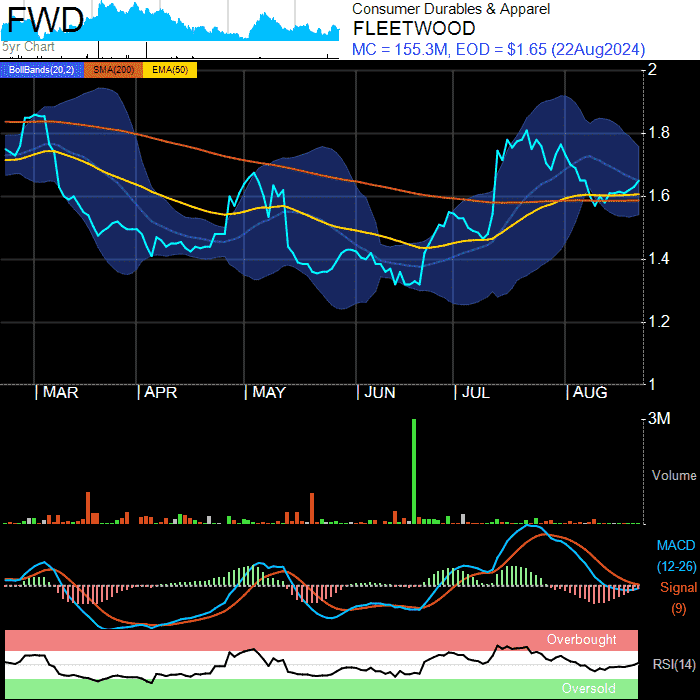 FWD
5yr Chart
Consumer Durables & Apparel
FLEETWOOD
MC = 155.3M, EOD = $1.65 (22Aug2024)
BollBands(20,2) SMA(200) EMA(50)
2
1.8
1.6
1.4
1.2
1
MAR APR MAY JUN JUL AUG
3M
Volume
MACD
(12-26)
Signal
(9)
Overbought
RSI(14)
Oversold